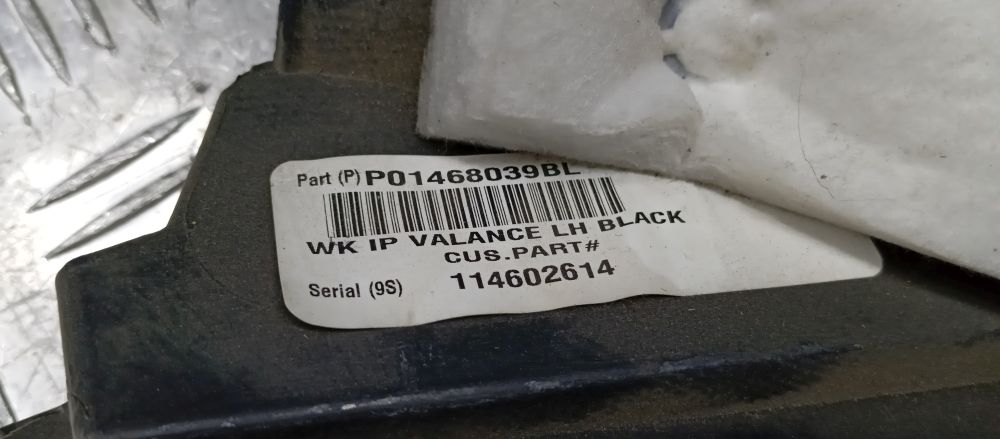 Part (P) P01468039BL
WK IP VALANCE LH BLACK
CUS.PART#
Serial (9S) 114602614